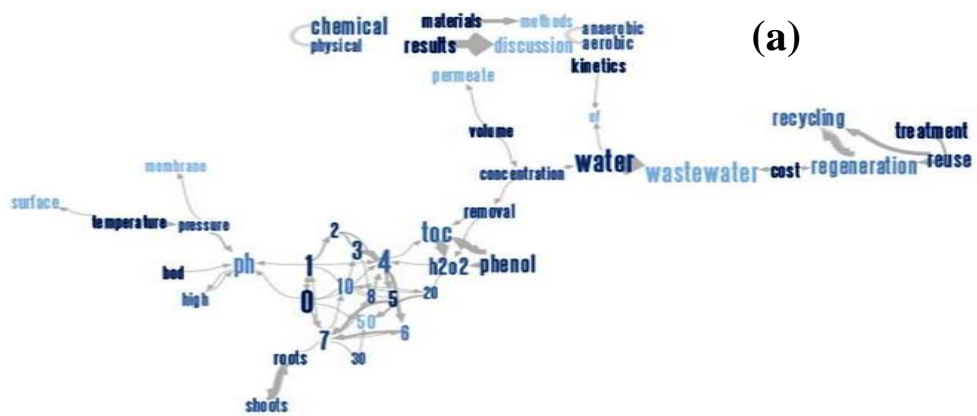 chemical
physical
materials methods
results discussion
anaerobic
aerobic
(a)
kinetics
permeate
of
recycling
treatment
volume
water
membrane
concentration
wastewater
cost
regeneration
reuse
surface
temperature
pressure
removal
toc
2
3
4
ph
1
h2o2
phenol
bod
high
10
0
8
5
20
50
7
6
roots
30
shoots